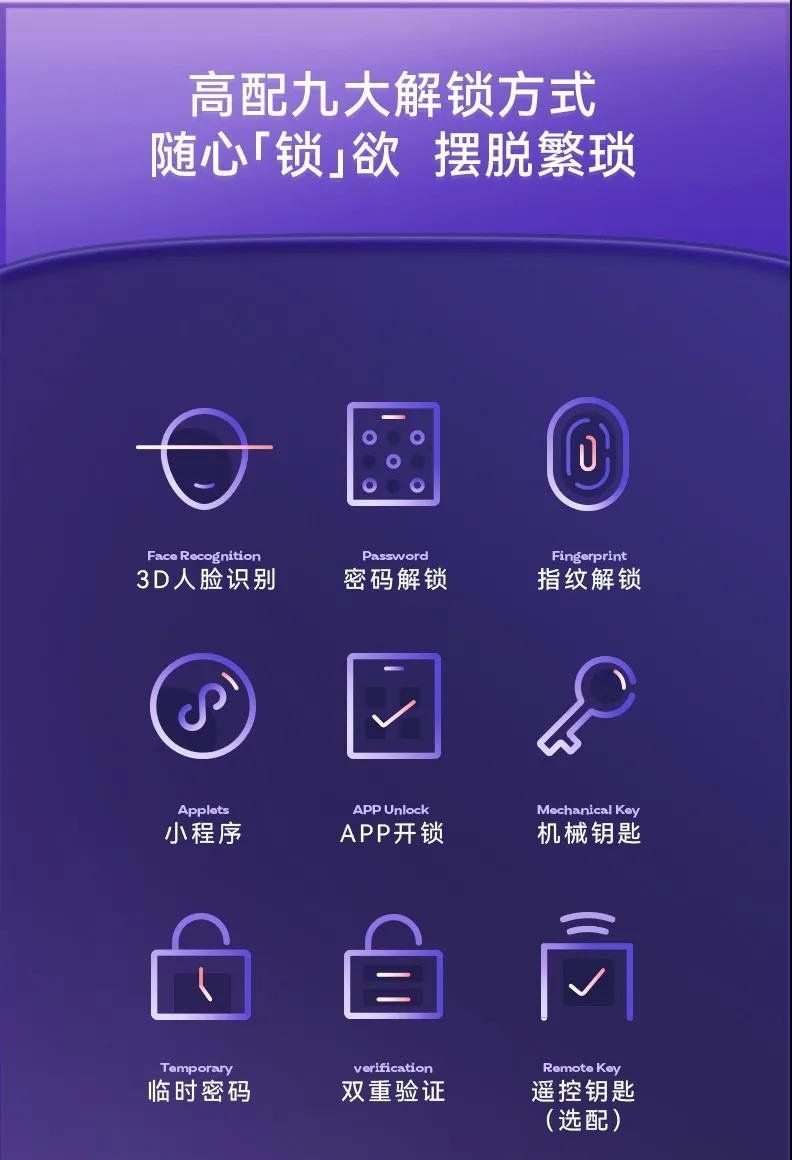 高配九大解锁方式
随心「锁」欲 摆脱繁琐
Face Recognition
3D人脸识别
Password
密码解锁
Fingerprint
指纹解锁
Applets
小程序
APP Unlock
APP开锁
Mechanical Key
机械钥匙
Temporary
临时密码
verification
双重验证
Remote Key
遥控钥匙
(选配)